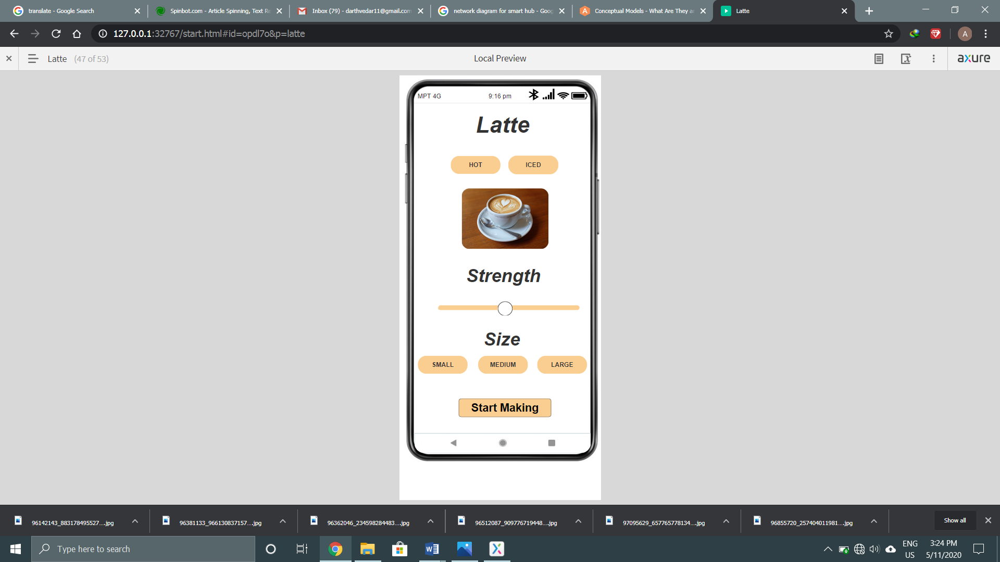 translate - Google Search
Spinbot.com - Article Spinning, Text Re
Inbox (79) - darthvedar11@gmail.com
network diagram for smart hub - Goog
Conceptual Models - What Are They a
Latte
127.0.0.1:32767/start.html#id=opdl7o&p=latte
A
Latte (47 of 53)
Local Preview
axure
MPT 4G
9:16 pm
Latte
HOT
ICED
Strength
Size
SMALL
MEDIUM
LARGE
Start Making
96142143_883178495527....jpg
96381133_966130837157....jpg
96362046_234598284483....jpg
96512087_909776719448....jpg
97095629_657765778134....jpg
96855720_257404011981....jpg
Show all
Type here to search
ENG
US
3:24 PM
5/11/2020